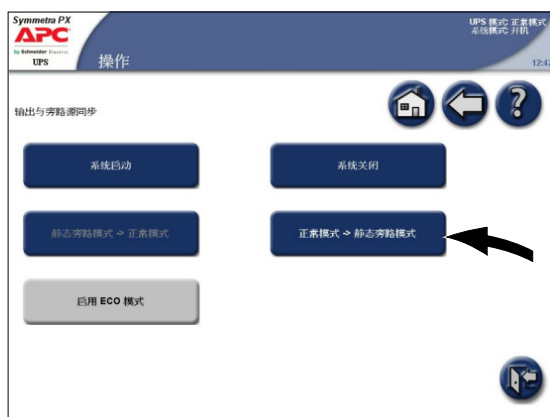 Symmetra PX
APC
by Schneider Electric
UPS
操作
UPS 模式 正常模式
系统模式 开机
12:42
输出与旁路源同步
系统启动
系统关闭
静态旁路模式 -> 正常模式
正常模式 -> 静态旁路模式
启用 ECO 模式